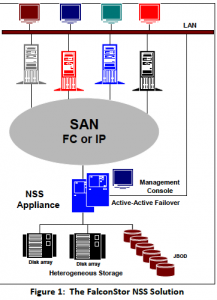 LAN
SAN
FC or IP
Management
Console
NSS
Appliance
Active-Active Failover
Disk array
Disk array
JBOD
Heterogeneous Storage
Figure 1: The FalconStor NSS Solution